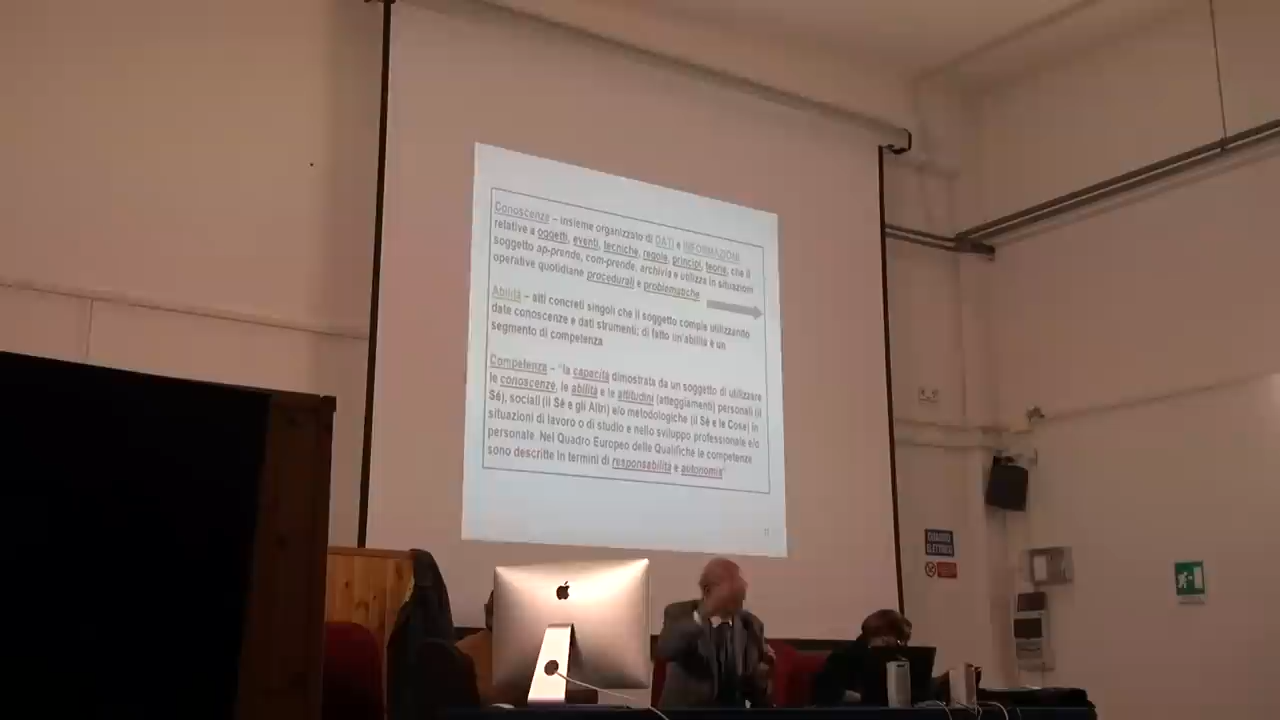 Conoscenza – insieme organizzato di DATI e INFORMAZIONI
relative a oggetti, eventi, tecniche, regole, principi, teorie, che il
soggetto ap-prende, com-prende, archivia e utilizza in situazioni
operative quotidiane procedurali e problematiche
Abilità – atti concreti singoli che il soggetto compie utilizzando
date conoscenze e dati strumenti: di fatto un'abilità è un
segmento di competenza
Competenza – "la capacità dimostrata da un soggetto di utilizzare
le conoscenze, le abilità e le attitudini (atteggiamenti) personali (il
Sé), sociali (il Sé e gli Altri) e/o metodologiche (il Sé e le Cose) in
situazioni di lavoro o di studio e nello sviluppo professionale e/o
personale. Nel Quadro Europeo delle Qualifiche le competenze
sono descritte in termini di responsabilità e autonomia"
QUADRO
ELETTRICO